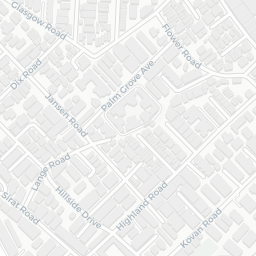 Glasgow Road
Flower Road
Dix Road
Palm Grove Ave
Jansen Road
Lange Road
Sirat Road
Hillside Drive
Highland Road
Kovan Road